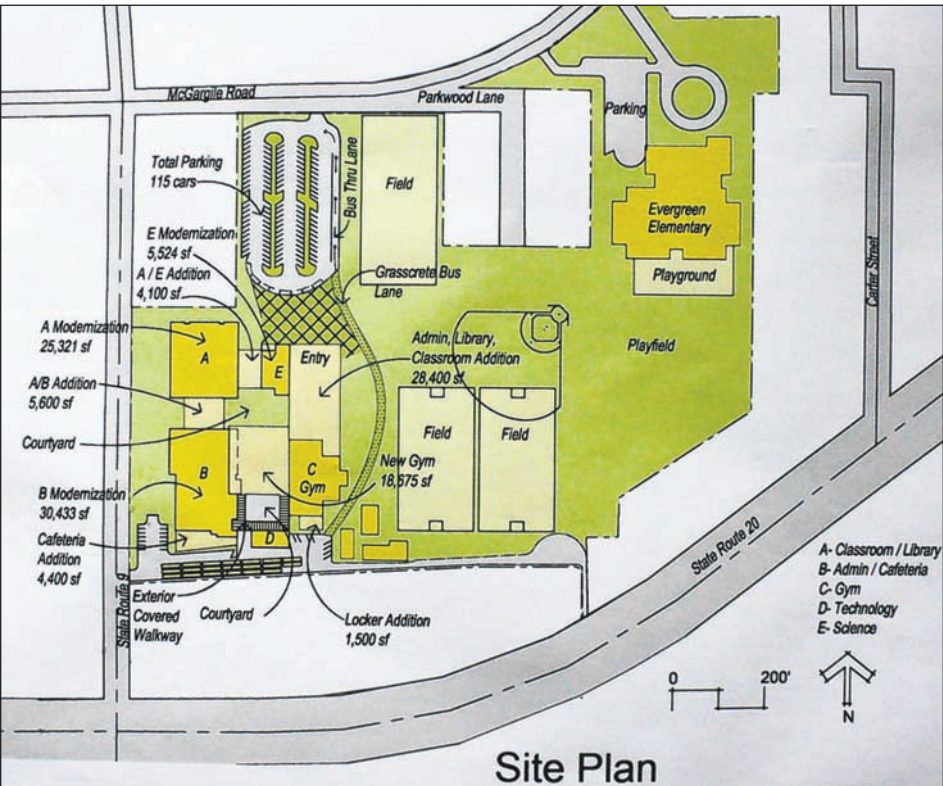 McGargile Road
Parkwood Lane
Parking
Total Parking
115 cars
Bus Thru Lane
Field
Evergreen
Elementary
Playground
E Modernization
5,524 sf
A / E Addition
4,100 sf
Grasscrete Bus
Lane
Carter Street
A Modernization
25,321 sf
A
E
Entry
Admin, Library,
Classroom Addition
28,400 sf
Playfield
A/B Addition
5,600 sf
Courtyard
Field
Field
B
C
Gym
New Gym
18,675 sf
B Modernization
30,433 sf
Cafeteria
Addition
4,400 sf
D
State Route 9
Exterior
Covered
Walkway
Courtyard
Locker Addition
1,500 sf
State Route 20
A- Classroom / Library
B- Admin / Cafeteria
C- Gym
D- Technology
E- Science
0 200'
N
Site Plan